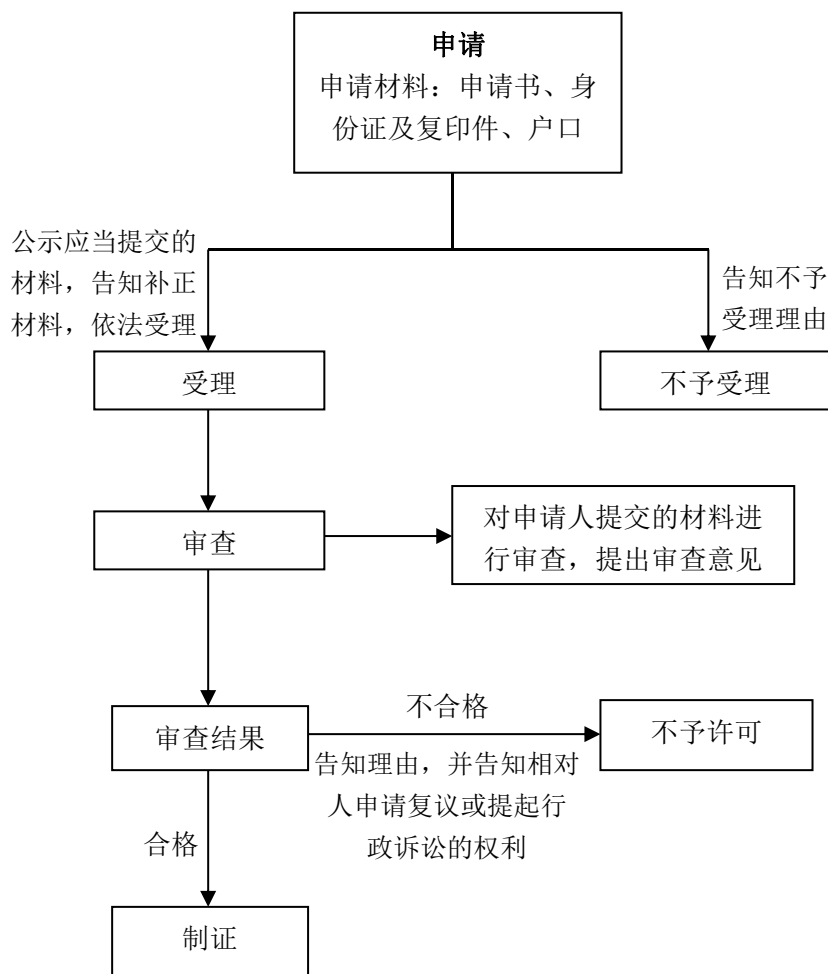 申请
申请材料：申请书、身
份证及复印件、户口
公示应当提交的
材料，告知补正
材料，依法受理
告知不予
受理理由
受理
不予受理
审查
对申请人提交的材料进
行审查，提出审查意见
审查结果
不合格
告知理由，并告知相对
人申请复议或提起行
政诉讼的权利
不予许可
合格
制证